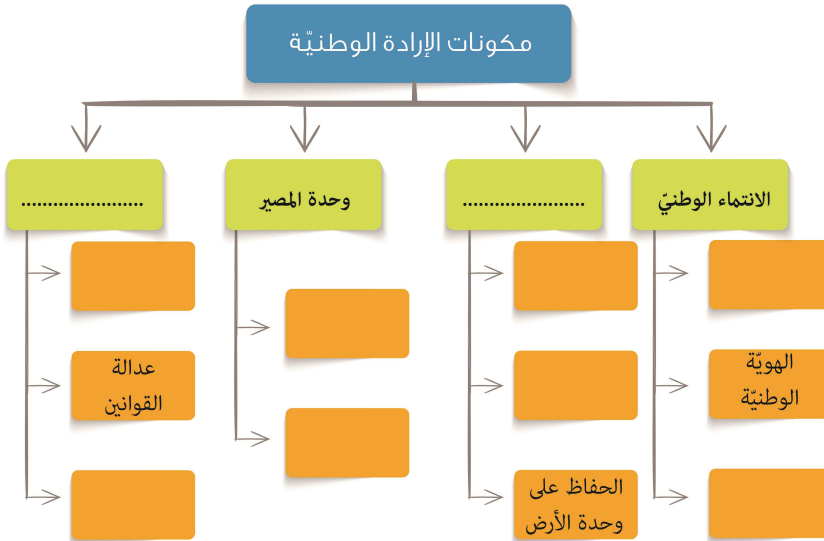 مكونات الإرادة الوطنيّة
الانتماء الوطنيّ
.......................
وحدة المصير
.......................
الهويّة
الوطنيّة
الحفاظ على
وحدة الأرض
عدالة
القوانين